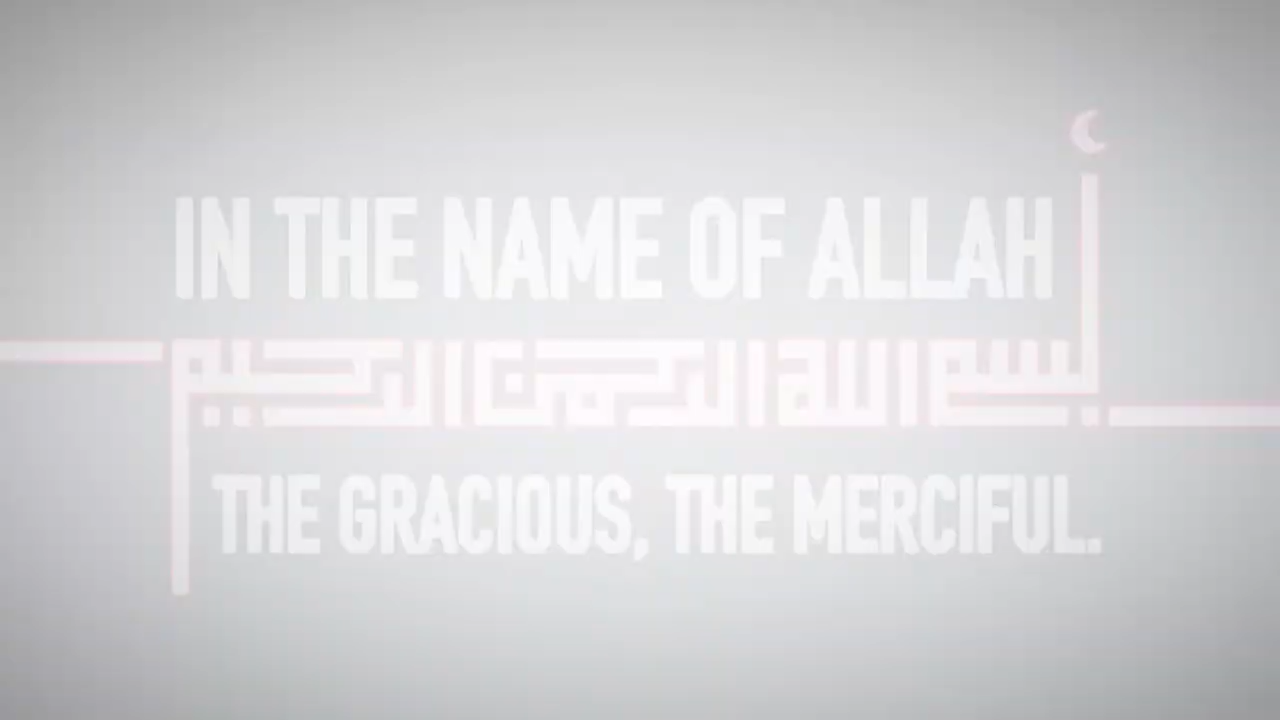 IN THE NAME OF ALLAH
بسم الله الرحمن الرحيم
THE GRACIOUS, THE MERCIFUL.